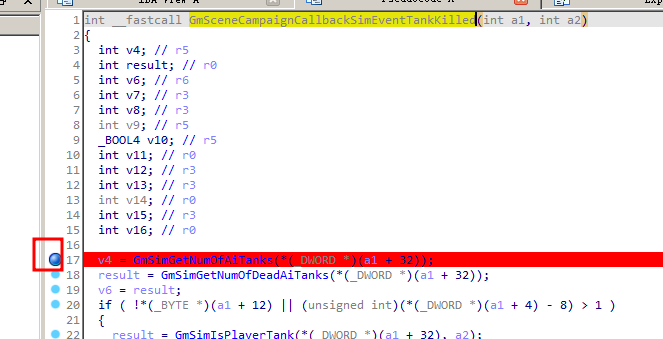 IDA View-A
Pseudocode-A
1 int __fastcall GmSceneCampaignCallbackSimEventTankKilled(int a1, int a2)
2 {
3 int v4; // r5
4 int result; // r0
5 int v6; // r6
6 int v7; // r3
7 int v8; // r3
8 int v9; // r5
9 _BOOL4 v10; // r5
10 int v11; // r0
11 int v12; // r3
12 int v13; // r3
13 int v14; // r0
14 int v15; // r3
15 int v16; // r0
16
17 v4 = GmSimGetNumOfAiTanks(*(_DWORD *)(a1 + 32));
18 result = GmSimGetNumOfDeadAiTanks(*(_DWORD *)(a1 + 32));
19 v6 = result;
20 if ( !*(_BYTE *)(a1 + 12) || (unsigned int)(*(_DWORD *)(a1 + 4) - 8) > 1 )
21 {
22 result = GmSimIsPlayerTank(*(_DWORD *)(a1 + 32), a2);